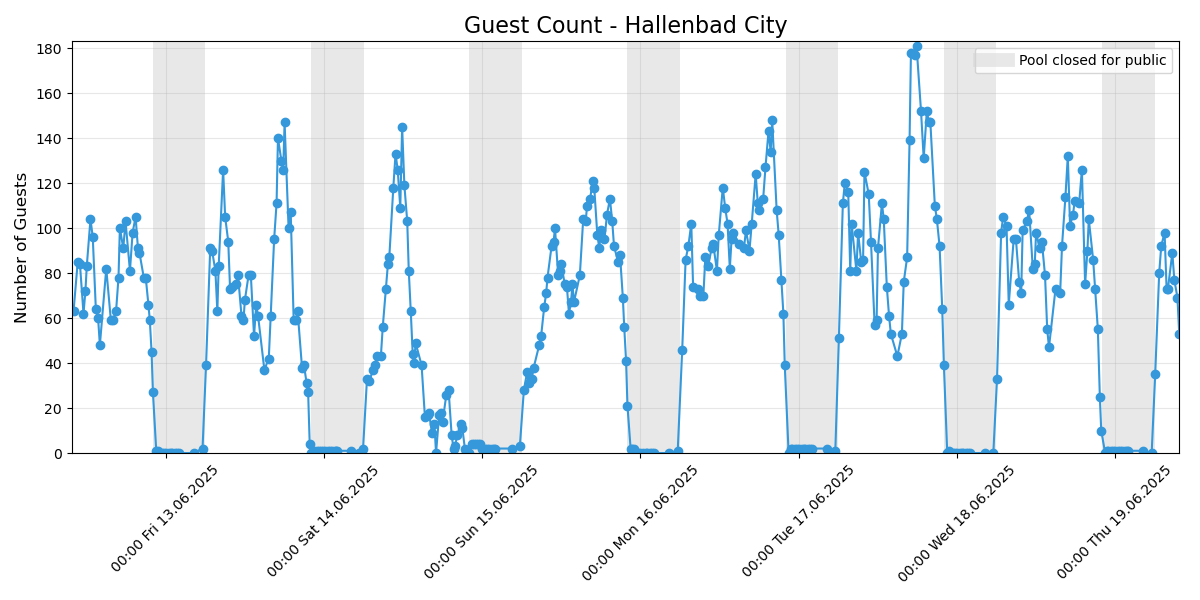 Guest Count - Hallenbad City
Number of Guests
180
160
140
120
100
80
60
40
20
0
Pool closed for public
00:00 Fri 13.06.2025
00:00 Sat 14.06.2025
00:00 Sun 15.06.2025
00:00 Mon 16.06.2025
00:00 Tue 17.06.2025
00:00 Wed 18.06.2025
00:00 Thu 19.06.2025